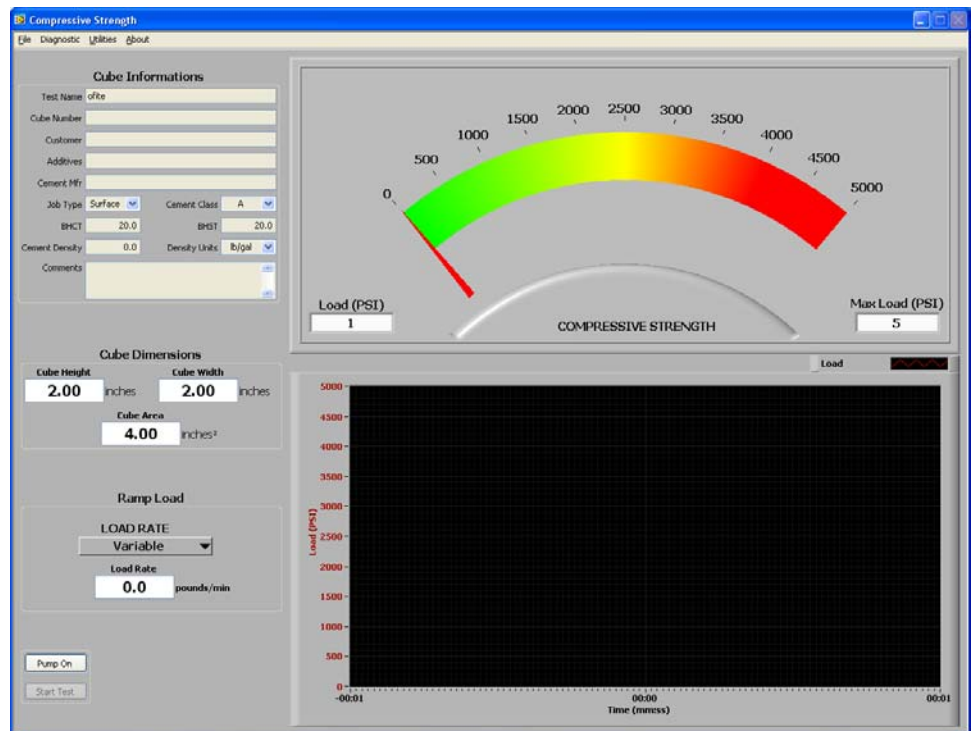 Compressive Strength
File Diagnostic Utilities About
Cube Informations
Test Name ofite
Cube Number
Customer
Additives
Cement Mfr
Job Type Surface Cement Class A
BHCT 20.0 BHST 20.0
Cement Density 0.0 Density Units lb/gal
Comments
Cube Dimensions
Cube Height Cube Width
2.00 inches 2.00 inches
Cube Area
4.00 inches²
Ramp Load
LOAD RATE
Variable
Load Rate
0.0 pounds/min
Pump On
Start Test
0 500 1000 1500 2000 2500 3000 3500 4000 4500 5000
Load (PSI)
1
COMPRESSIVE STRENGTH
Max Load (PSI)
5
Load
5000
4500
4000
3500
3000
2500
2000
1500
1000
500
0
Load (PSI)
-00:01 00:00 00:01
Time (mmss)